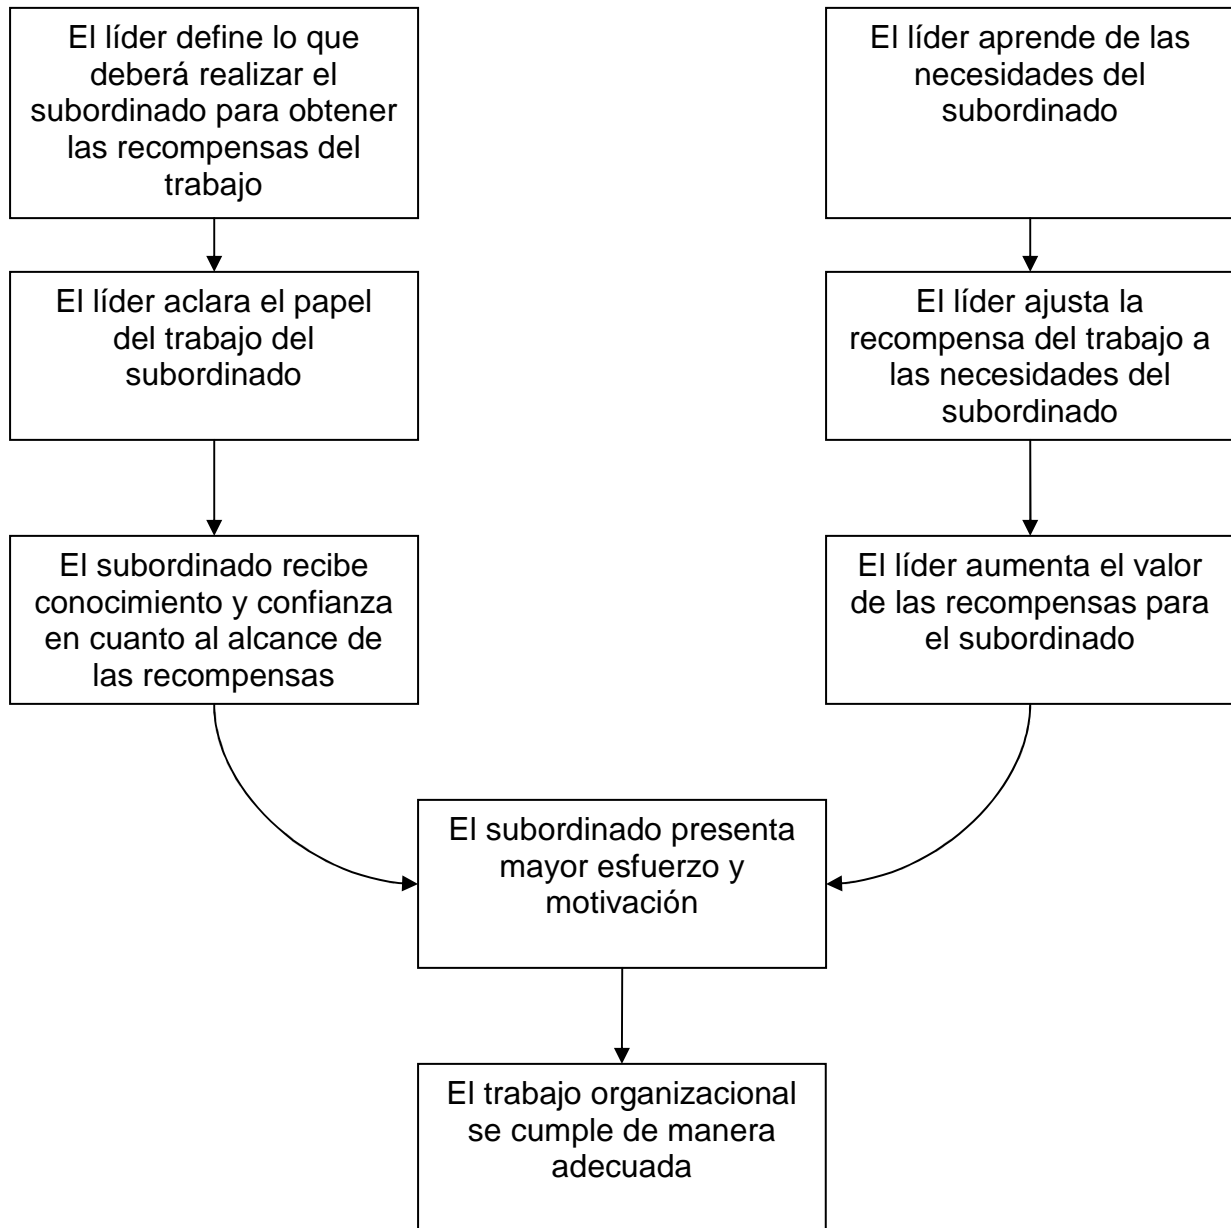 El líder define lo que
deberá realizar el
subordinado para obtener
las recompensas del
trabajo
El líder aprende de las
necesidades del
subordinado
El líder aclara el papel
del trabajo del
subordinado
El líder ajusta la
recompensa del trabajo a
las necesidades del
subordinado
El subordinado recibe
conocimiento y confianza
en cuanto al alcance de
las recompensas
El líder aumenta el valor
de las recompensas para
el subordinado
El subordinado presenta
mayor esfuerzo y
motivación
El trabajo organizacional
se cumple de manera
adecuada